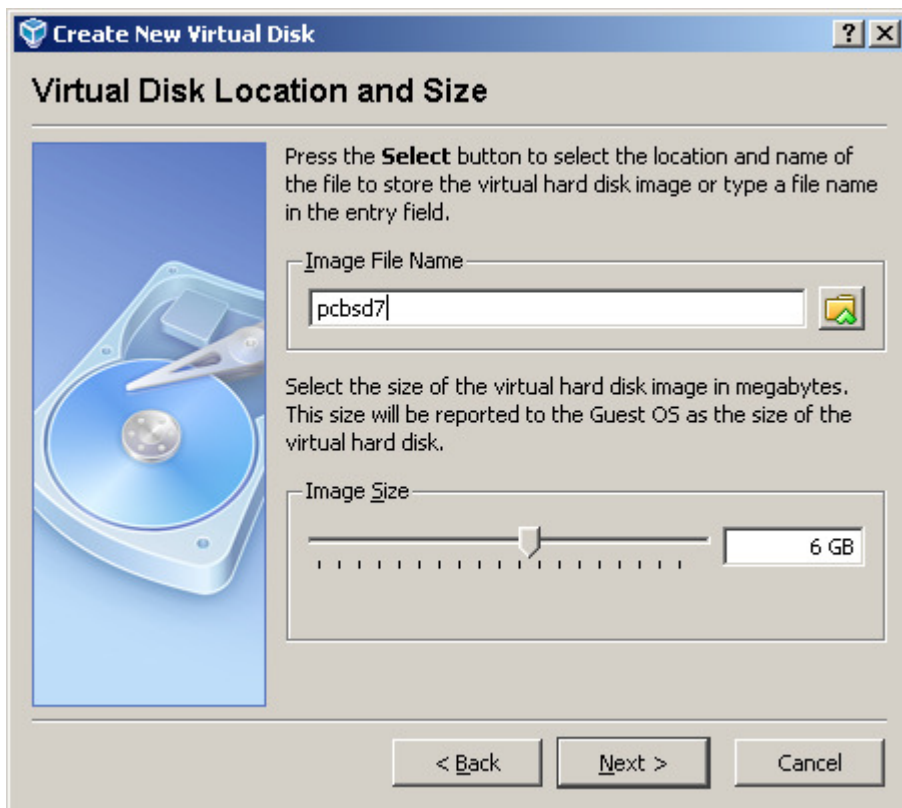 Create New Virtual Disk
Virtual Disk Location and Size
Press the Select button to select the location and name of
the file to store the virtual hard disk image or type a file name
in the entry field.
Image File Name
pcbsd7
Select the size of the virtual hard disk image in megabytes.
This size will be reported to the Guest OS as the size of the
virtual hard disk.
Image Size
6 GB
< Back
Next >
Cancel